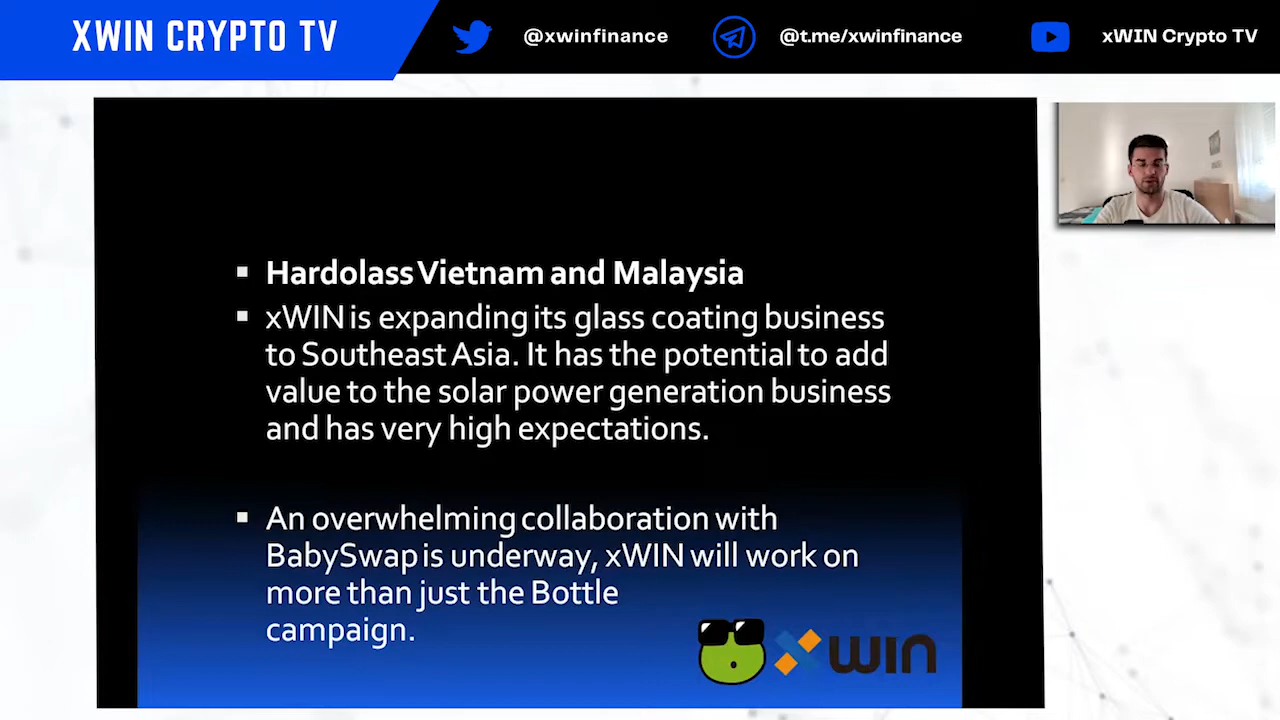 XWIN CRYPTO TV
@xwinfinance
@t.me/xwinfinance
xWIN Crypto TV
▪ Hardolass Vietnam and Malaysia
▪ xWIN is expanding its glass coating business
to Southeast Asia. It has the potential to add
value to the solar power generation business
and has very high expectations.
▪ An overwhelming collaboration with
BabySwap is underway, xWIN will work on
more than just the Bottle
campaign.
xWIN